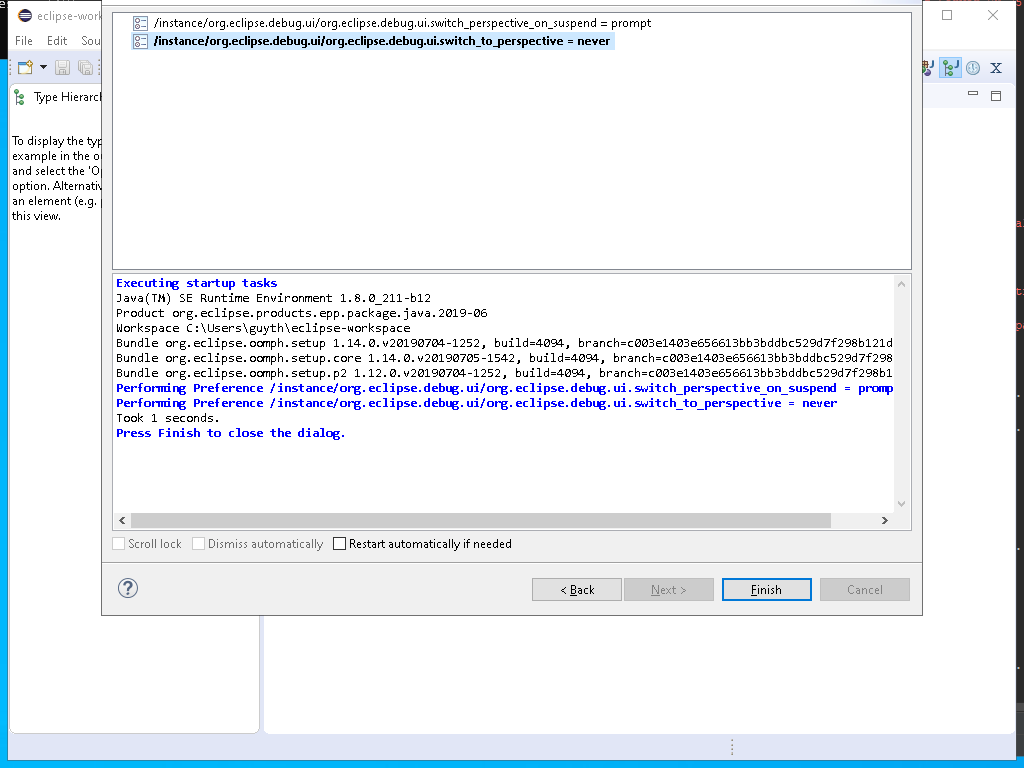 /instance/org.eclipse.debug.ui/org.eclipse.debug.ui.switch_perspective_on_suspend = prompt
/instance/org.eclipse.debug.ui/org.eclipse.debug.ui.switch_to_perspective = never
eclipse-work
File Edit Sou
X
Type Hierarch
To display the typ
example in the
and select the
option. Alternativ
an element (e.g.
this view.
Executing startup tasks
Java(TM) SE Runtime Environment 1.8.0_211-b12
Product org.eclipse.products.epp.package.java.2019-06
Workspace C:\Users\guyth\eclipse-workspace
Bundle org.eclipse.oomph.setup 1.14.0.v20190704-1252, build=4094, branch=c003e1403e656613bb3bddbc529d7f298b121d
Bundle org.eclipse.oomph.setup.core 1.14.0.v20190705-1542, build=4094, branch=c003e1403e656613bb3bddbc529d7f298
Bundle org.eclipse.oomph.setup.p2 1.12.0.v20190704-1252, build=4094, branch=c003e1403e656613bb3bddbc529d7f298b1
Performing Preference /instance/org.eclipse.debug.ui/org.eclipse.debug.ui.switch_perspective_on_suspend = promp
Performing Preference /instance/org.eclipse.debug.ui/org.eclipse.debug.ui.switch_to_perspective = never
Took 1 seconds.
Press Finish to close the dialog.
Scroll lock Dismiss automatically Restart automatically if needed
? < Back Next > Finish Cancel